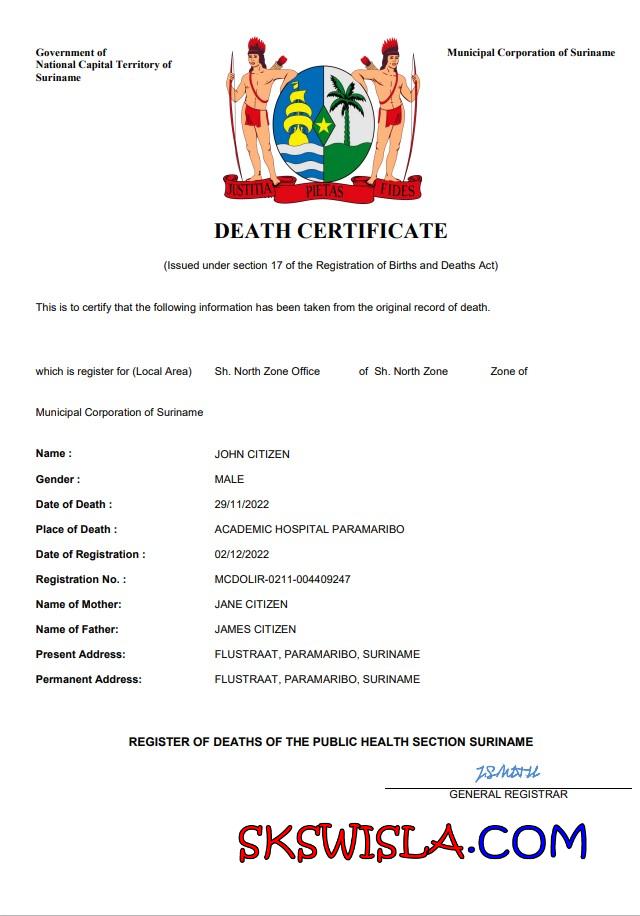 Government of
National Capital Territory of
Suriname
Municipal Corporation of Suriname
JUSTITIA PIETAS FIDES
DEATH CERTIFICATE
(Issued under section 17 of the Registration of Births and Deaths Act)
This is to certify that the following information has been taken from the original record of death.
which is register for (Local Area) Sh. North Zone Office of Sh. North Zone Zone of
Municipal Corporation of Suriname
Name : JOHN CITIZEN
Gender : MALE
Date of Death : 29/11/2022
Place of Death : ACADEMIC HOSPITAL PARAMARIBO
Date of Registration : 02/12/2022
Registration No. : MCDOLIR-0211-004409247
Name of Mother: JANE CITIZEN
Name of Father: JAMES CITIZEN
Present Address: FLUSTRAAT, PARAMARIBO, SURINAME
Permanent Address: FLUSTRAAT, PARAMARIBO, SURINAME
REGISTER OF DEATHS OF THE PUBLIC HEALTH SECTION SURINAME
GENERAL REGISTRAR
SKSWISLA.COM